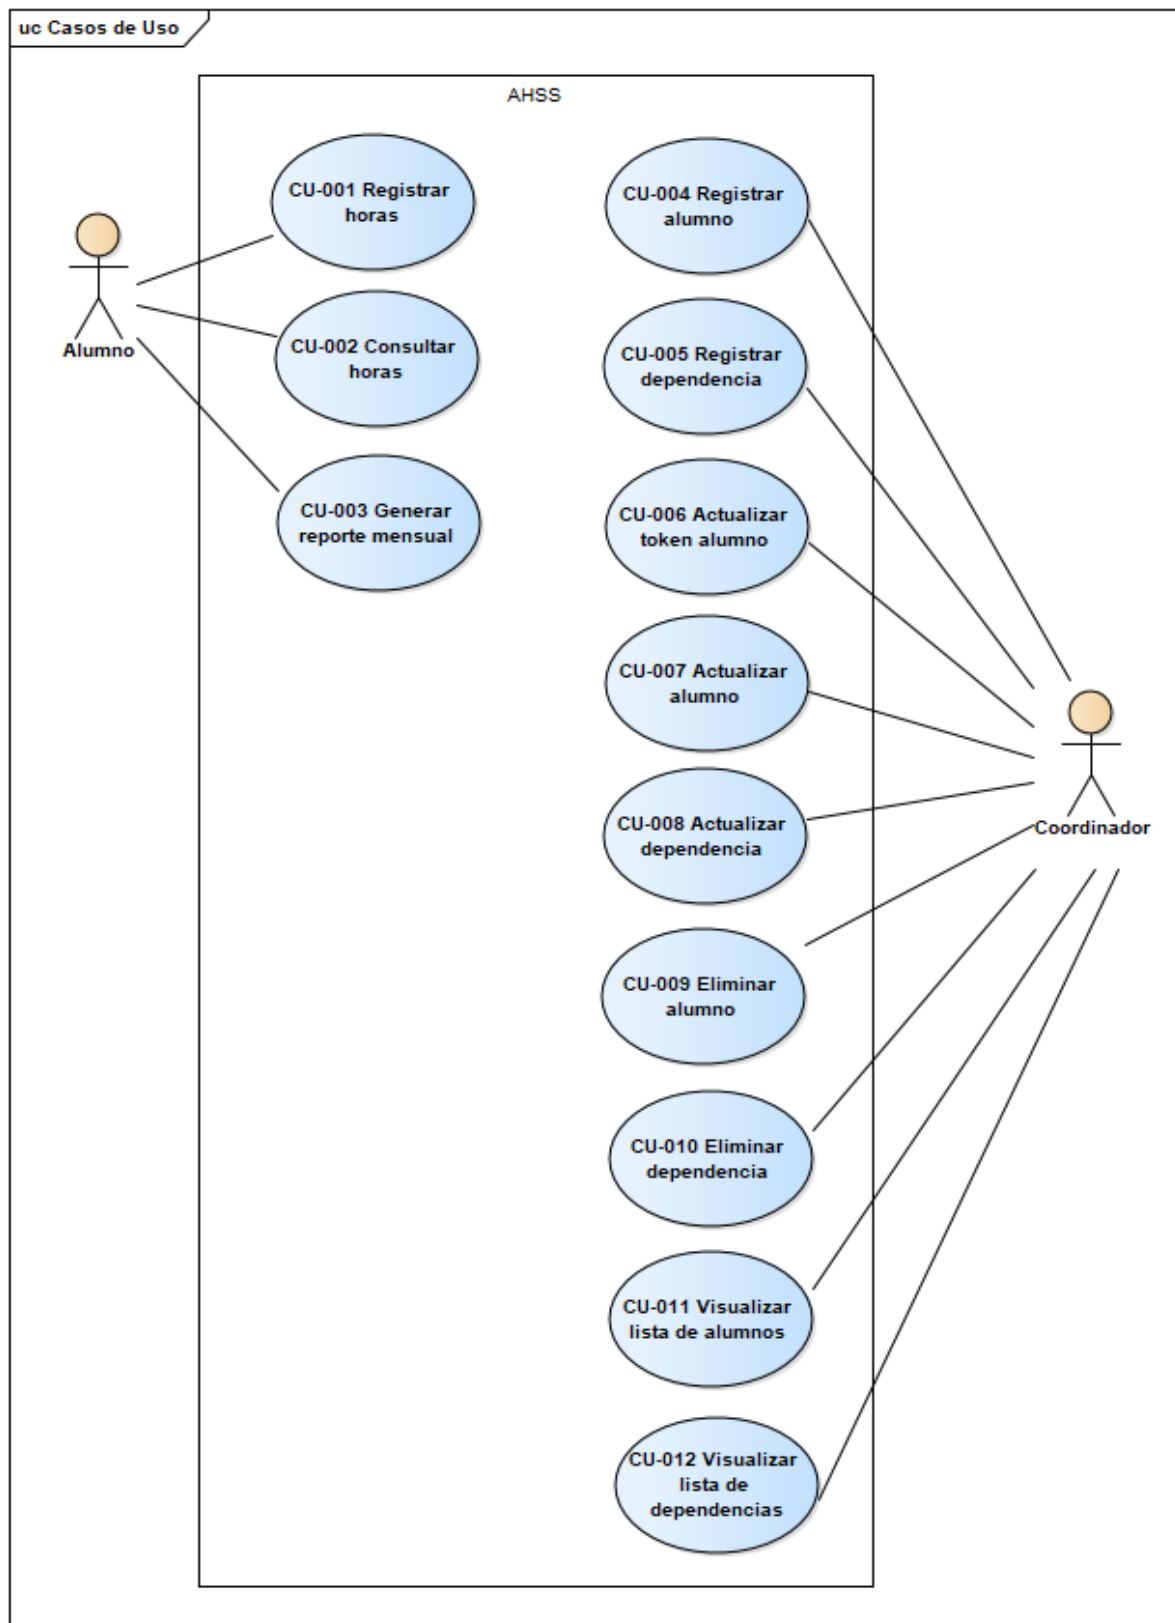 uc Casos de Uso
AHSS
CU-001 Registrar
horas
CU-002 Consultar
horas
CU-003 Generar
reporte mensual
Alumno
CU-004 Registrar
alumno
CU-005 Registrar
dependencia
CU-006 Actualizar
token alumno
CU-007 Actualizar
alumno
CU-008 Actualizar
dependencia
CU-009 Eliminar
alumno
CU-010 Eliminar
dependencia
CU-011 Visualizar
lista de alumnos
CU-012 Visualizar
lista de
dependencias
Coordinador